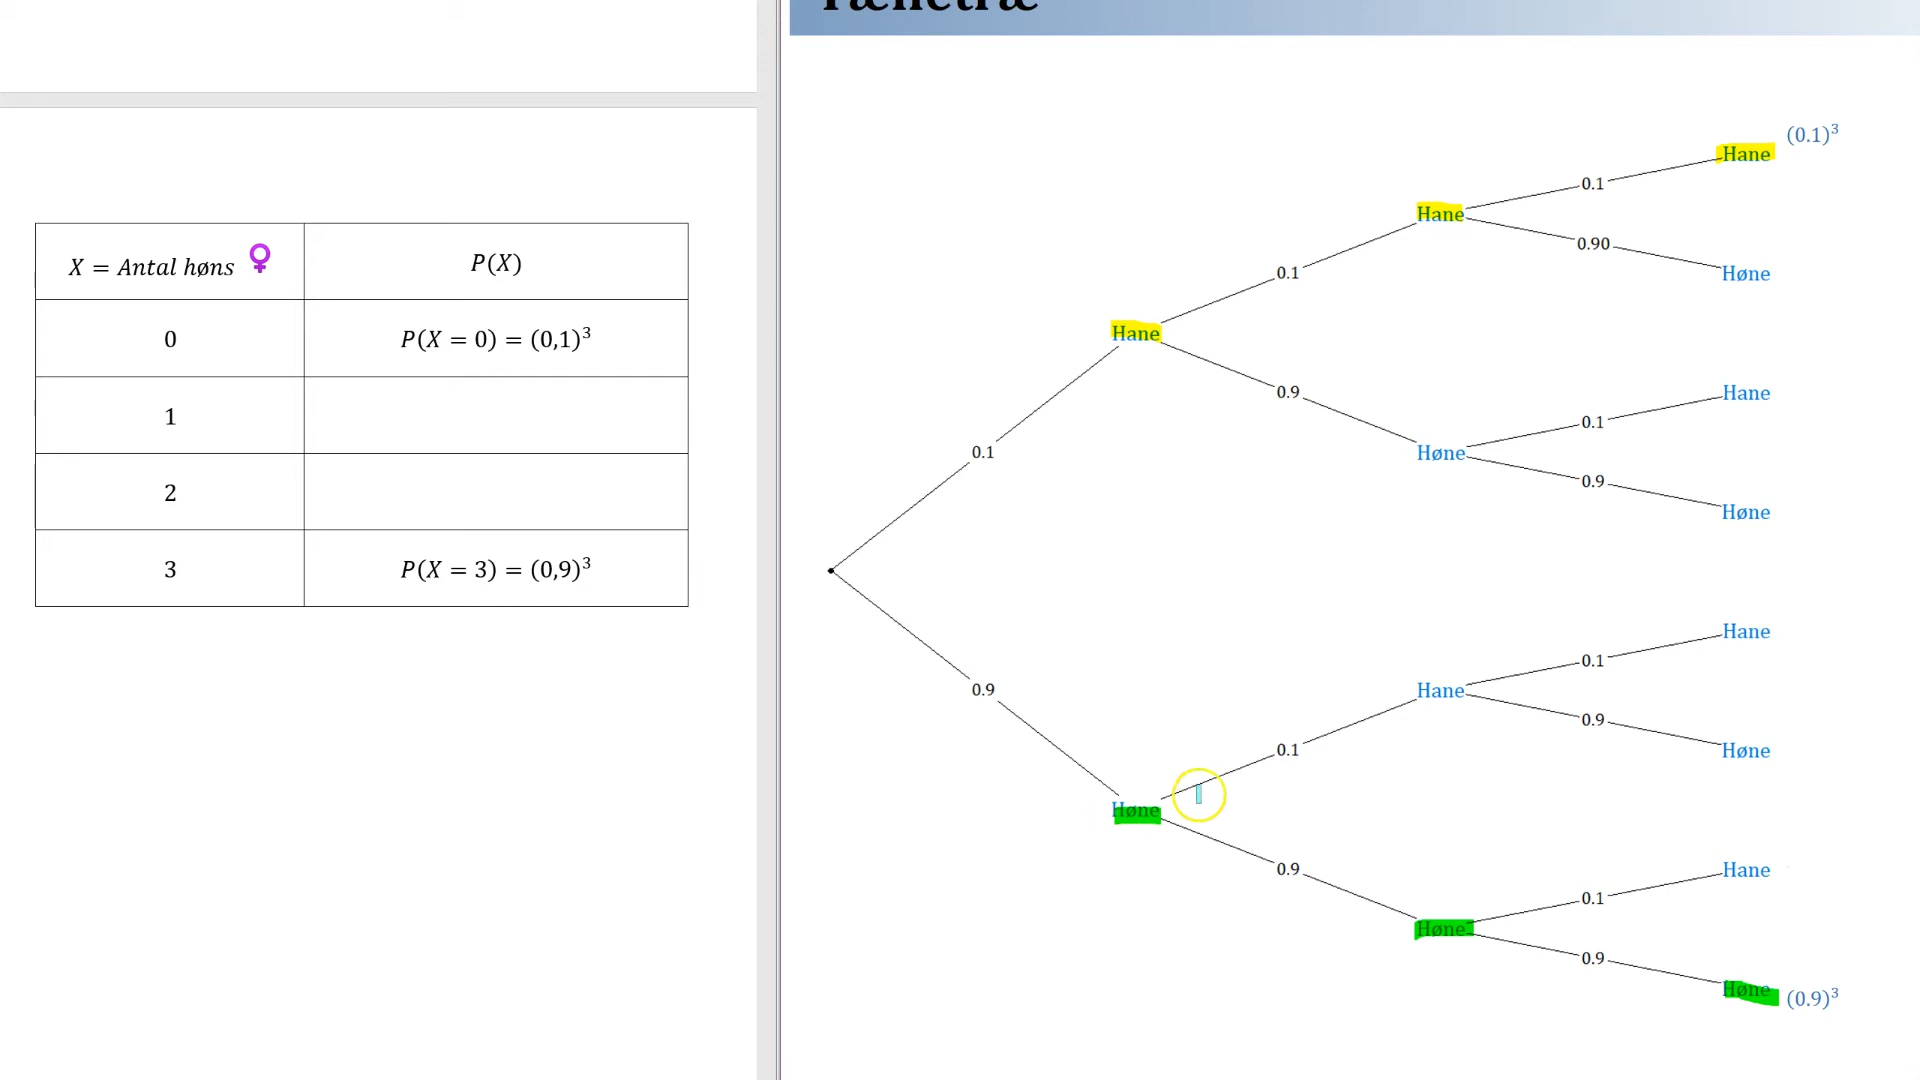 Tælletræ
X = Antal høns ♀
P(X)
0
P(X = 0) = (0,1)³
1
2
3
P(X = 3) = (0,9)³
(0.1)³
Hane
0.1
Hane
0.1
0.90
Høne
Hane
0.9
Hane
0.1
0.1
Høne
0.9
Høne
Hane
0.1
0.9
Hane
0.1
0.9
Høne
Høne
0.9
Hane
0.1
Høne
0.9
Høne
(0.9)³